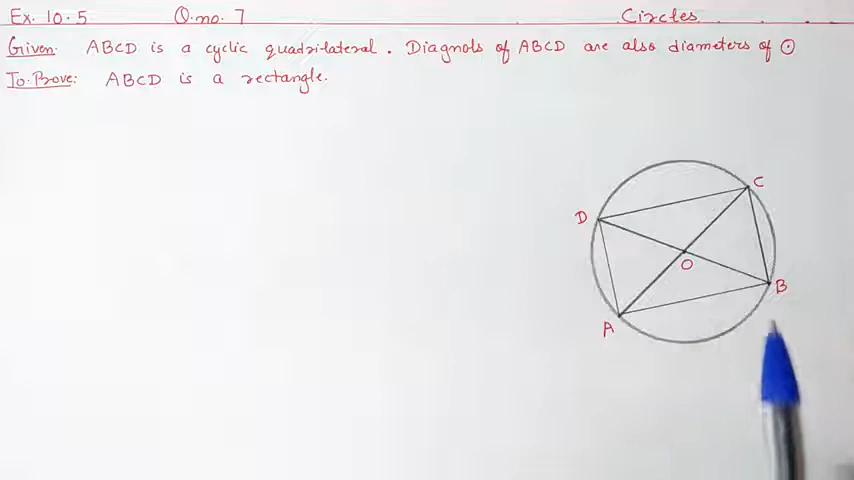 Ex. 10.5 Q.no. 7 Circles
Given: ABCD is a cyclic quadrilateral. Diagnols of ABCD are also diameters of ⊙
To Prove: ABCD is a rectangle.
C
D
O
B
A